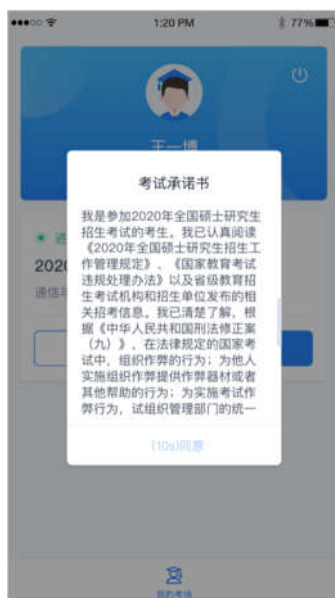 1:20 PM
77%
王一博
考试承诺书
我是参加2020年全国硕士研究生
招生考试的考生。我已认真阅读
《2020年全国硕士研究生招生工
作管理规定》、《国家教育考试
违规处理办法》以及省级教育招
生考试机构和招生单位发布的相
关招考信息。我已清楚了解，根
据《中华人民共和国刑法修正案
（九）》，在法律规定的国家考
试中，组织作弊的行为；为他人
实施组织作弊提供作弊器材或者
其他帮助的行为；为实施考试作
弊行为，试组织管理部门的统一
202
通信与
(10s)同意
我的考场